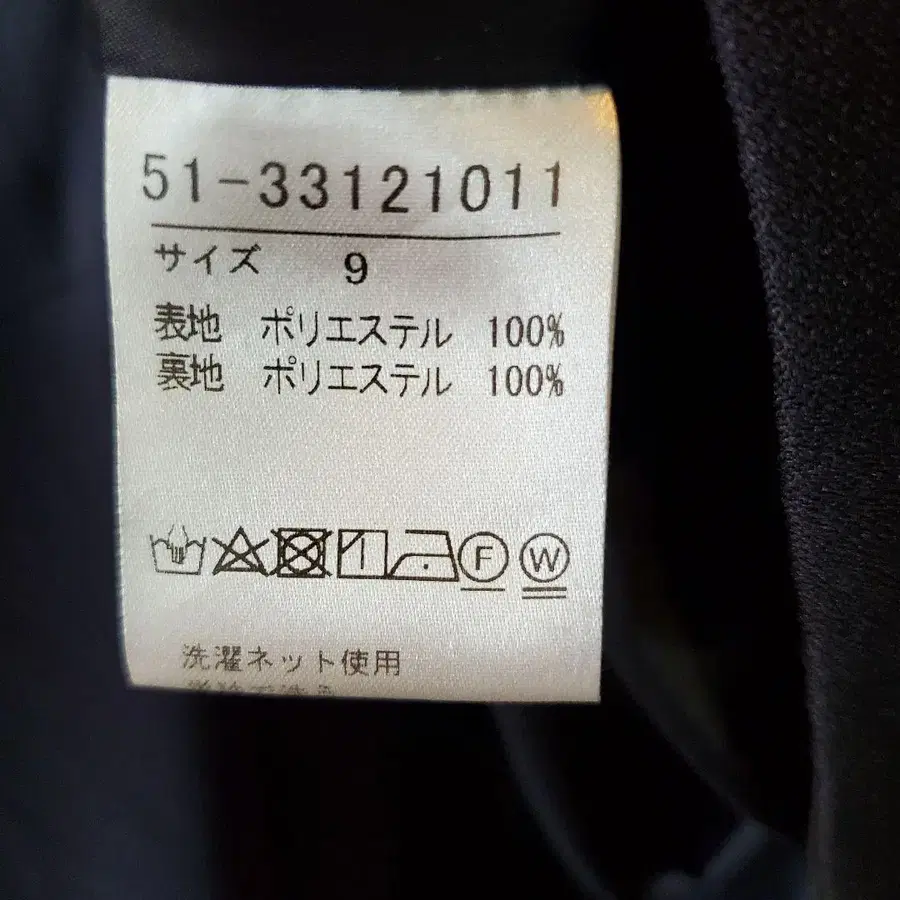 51-33121011
サイズ 9
表地 ポリエステル 100%
裏地 ポリエステル 100%
F W
洗濯ネット使用